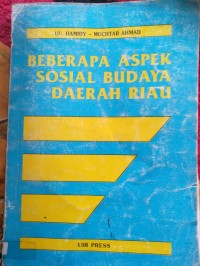 UU. HAMIDY - MUCHTAR AHMAD
BEBERAPA ASPEK
SOSIAL BUDAYA
DAERAH RIAU
UIR PRESS